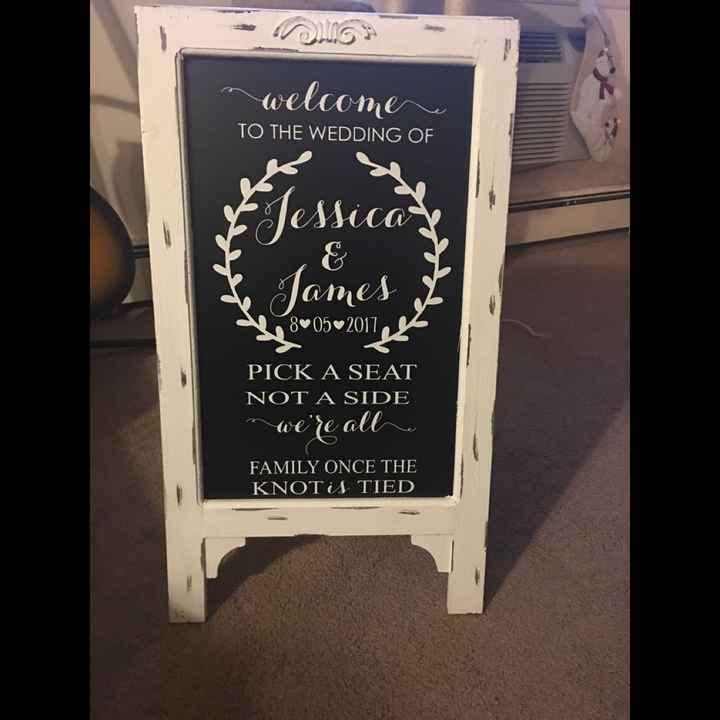 welcome
TO THE WEDDING OF
Jessica
&
James
8♥05♥2017
PICK A SEAT
NOT A SIDE
we're all
FAMILY ONCE THE
KNOT is TIED